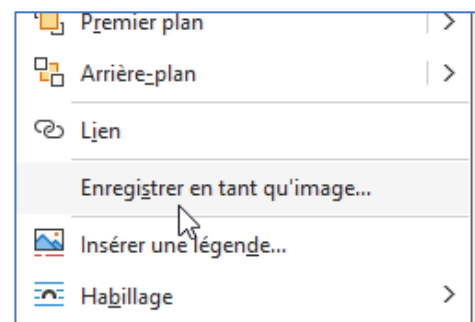 Premier plan
Arrière-plan
Lien
Enregistrer en tant qu'image...
Insérer une légende...
Habillage